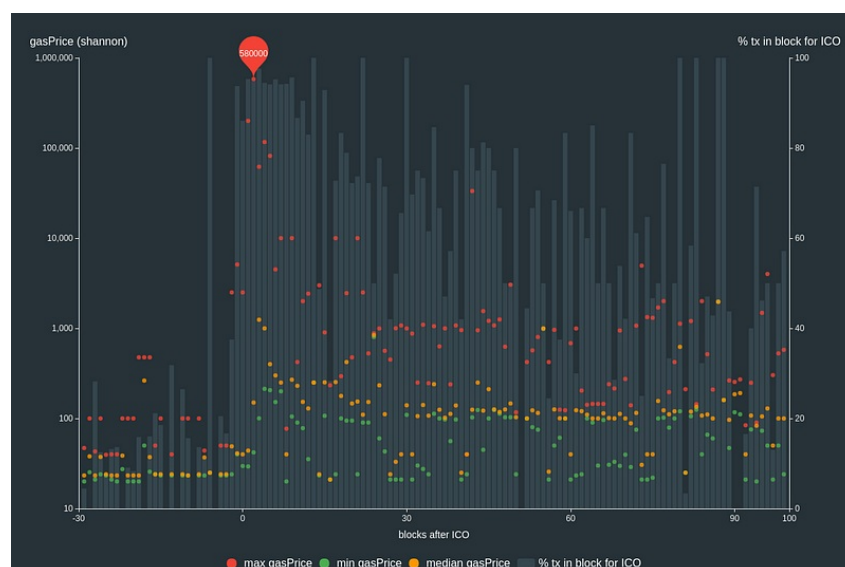 gasPrice (shannon)
% tx in block for ICO
580000
1,000,000
100,000
10,000
1,000
100
10
100
80
60
40
20
0
-30
0
30
60
90
100
blocks after ICO
max gasPrice
min gasPrice
median gasPrice
% tx in block for ICO